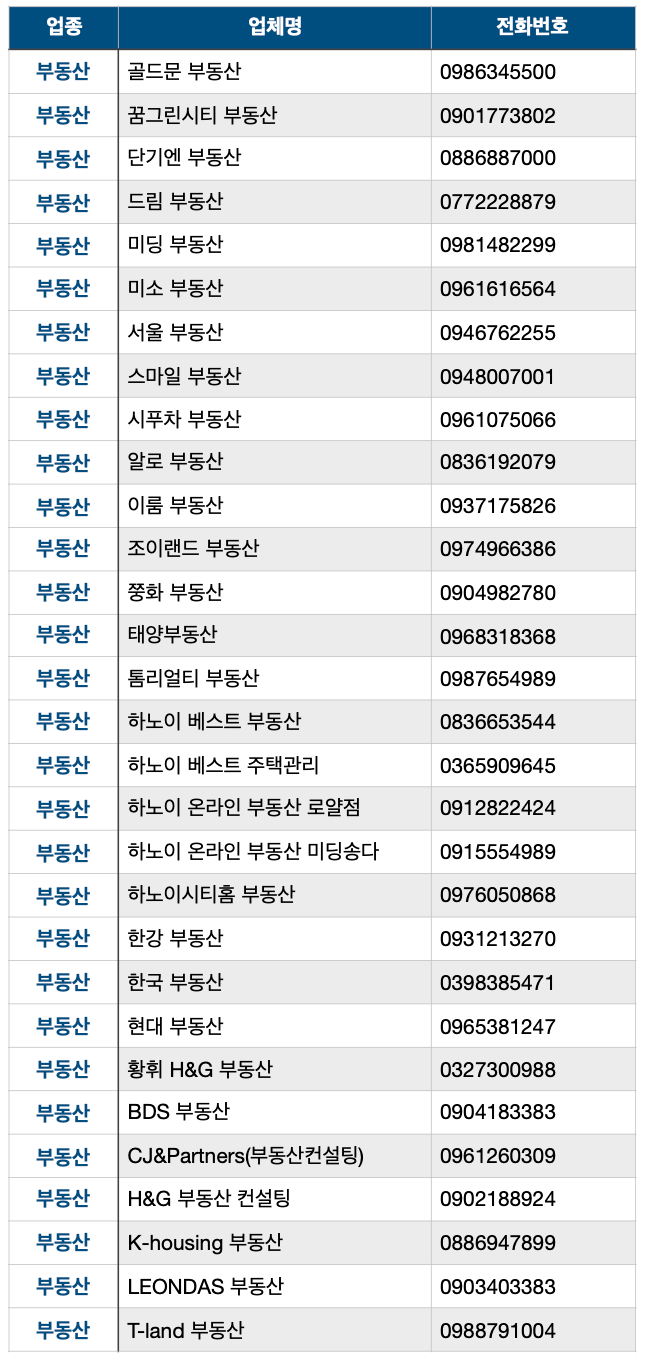 업종 업체명 전화번호
부동산 골드문 부동산 0986345500
부동산 꿈그린시티 부동산 0901773802
부동산 단기엔 부동산 0886887000
부동산 드림 부동산 0772228879
부동산 미딩 부동산 0981482299
부동산 미소 부동산 0961616564
부동산 서울 부동산 0946762255
부동산 스마일 부동산 0948007001
부동산 시푸차 부동산 0961075066
부동산 알로 부동산 0836192079
부동산 이룸 부동산 0937175826
부동산 조이랜드 부동산 0974966386
부동산 쭝화 부동산 0904982780
부동산 태양부동산 0968318368
부동산 톰리얼티 부동산 0987654989
부동산 하노이 베스트 부동산 0836653544
부동산 하노이 베스트 주택관리 0365909645
부동산 하노이 온라인 부동산 로얄점 0912822424
부동산 하노이 온라인 부동산 미딩송다 0915554989
부동산 하노이시티홈 부동산 0976050868
부동산 한강 부동산 0931213270
부동산 한국 부동산 0398385471
부동산 현대 부동산 0965381247
부동산 황휘 H&G 부동산 0327300988
부동산 BDS 부동산 0904183383
부동산 CJ&Partners(부동산컨설팅) 0961260309
부동산 H&G 부동산 컨설팅 0902188924
부동산 K-housing 부동산 0886947899
부동산 LEONDAS 부동산 0903403383
부동산 T-land 부동산 0988791004